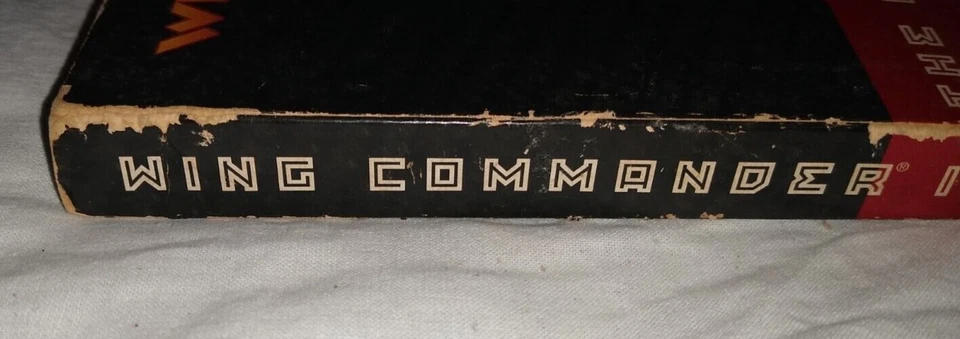 WING COMMANDER® I
THE